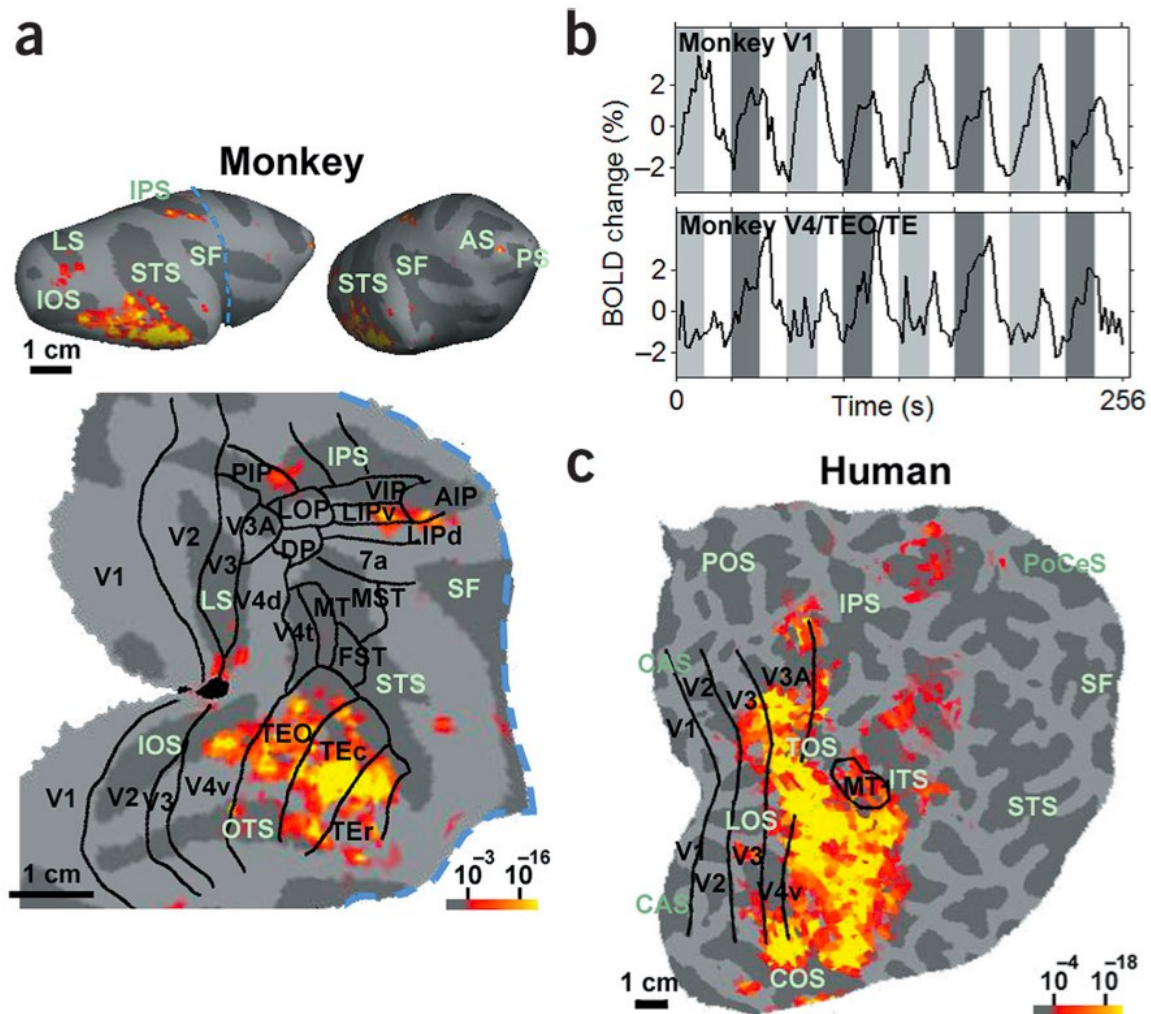 a
Monkey
IPS
LS
STS
SF
IOS
1 cm
AS
PS
STS
SF
b
Monkey V1
2
0
–2
Monkey V4/TEO/TE
2
0
–2
BOLD change (%)
0
Time (s)
256
IPS
PIP
VIP
AIP
LOP
LIPv
V2
V3A
LIPd
DP
V3
7a
V1
SF
LS
V4d
MT
MST
V4t
FST
STS
IOS
TEO
TEc
V1
V2
V3
V4v
OTS
TEr
1 cm
10–3
10–16
c
Human
POS
PoCeS
IPS
CAS
V2
V3
V3A
SF
V1
TOS
MT
ITS
STS
LOS
V1
V3
V2
V4v
CAS
COS
1 cm
10–4
10–18